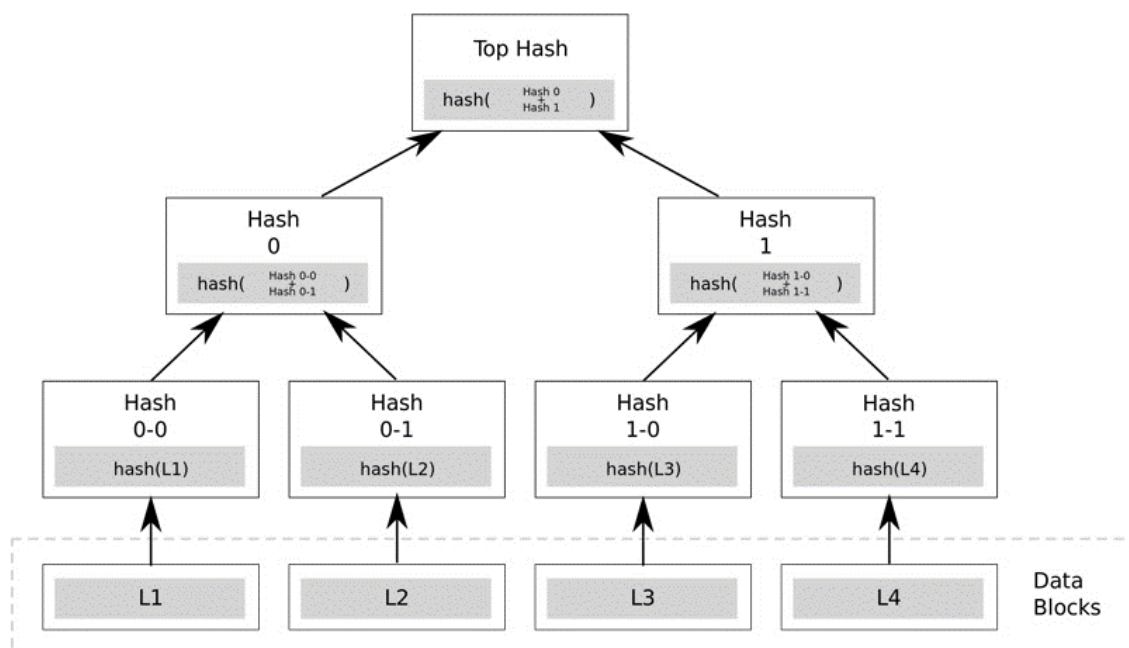 Top Hash
hash( Hash 0 + Hash 1 )
Hash
0
hash( Hash 0-0 + Hash 0-1 )
Hash
1
hash( Hash 1-0 + Hash 1-1 )
Hash
0-0
hash(L1)
Hash
0-1
hash(L2)
Hash
1-0
hash(L3)
Hash
1-1
hash(L4)
L1
L2
L3
L4
Data
Blocks